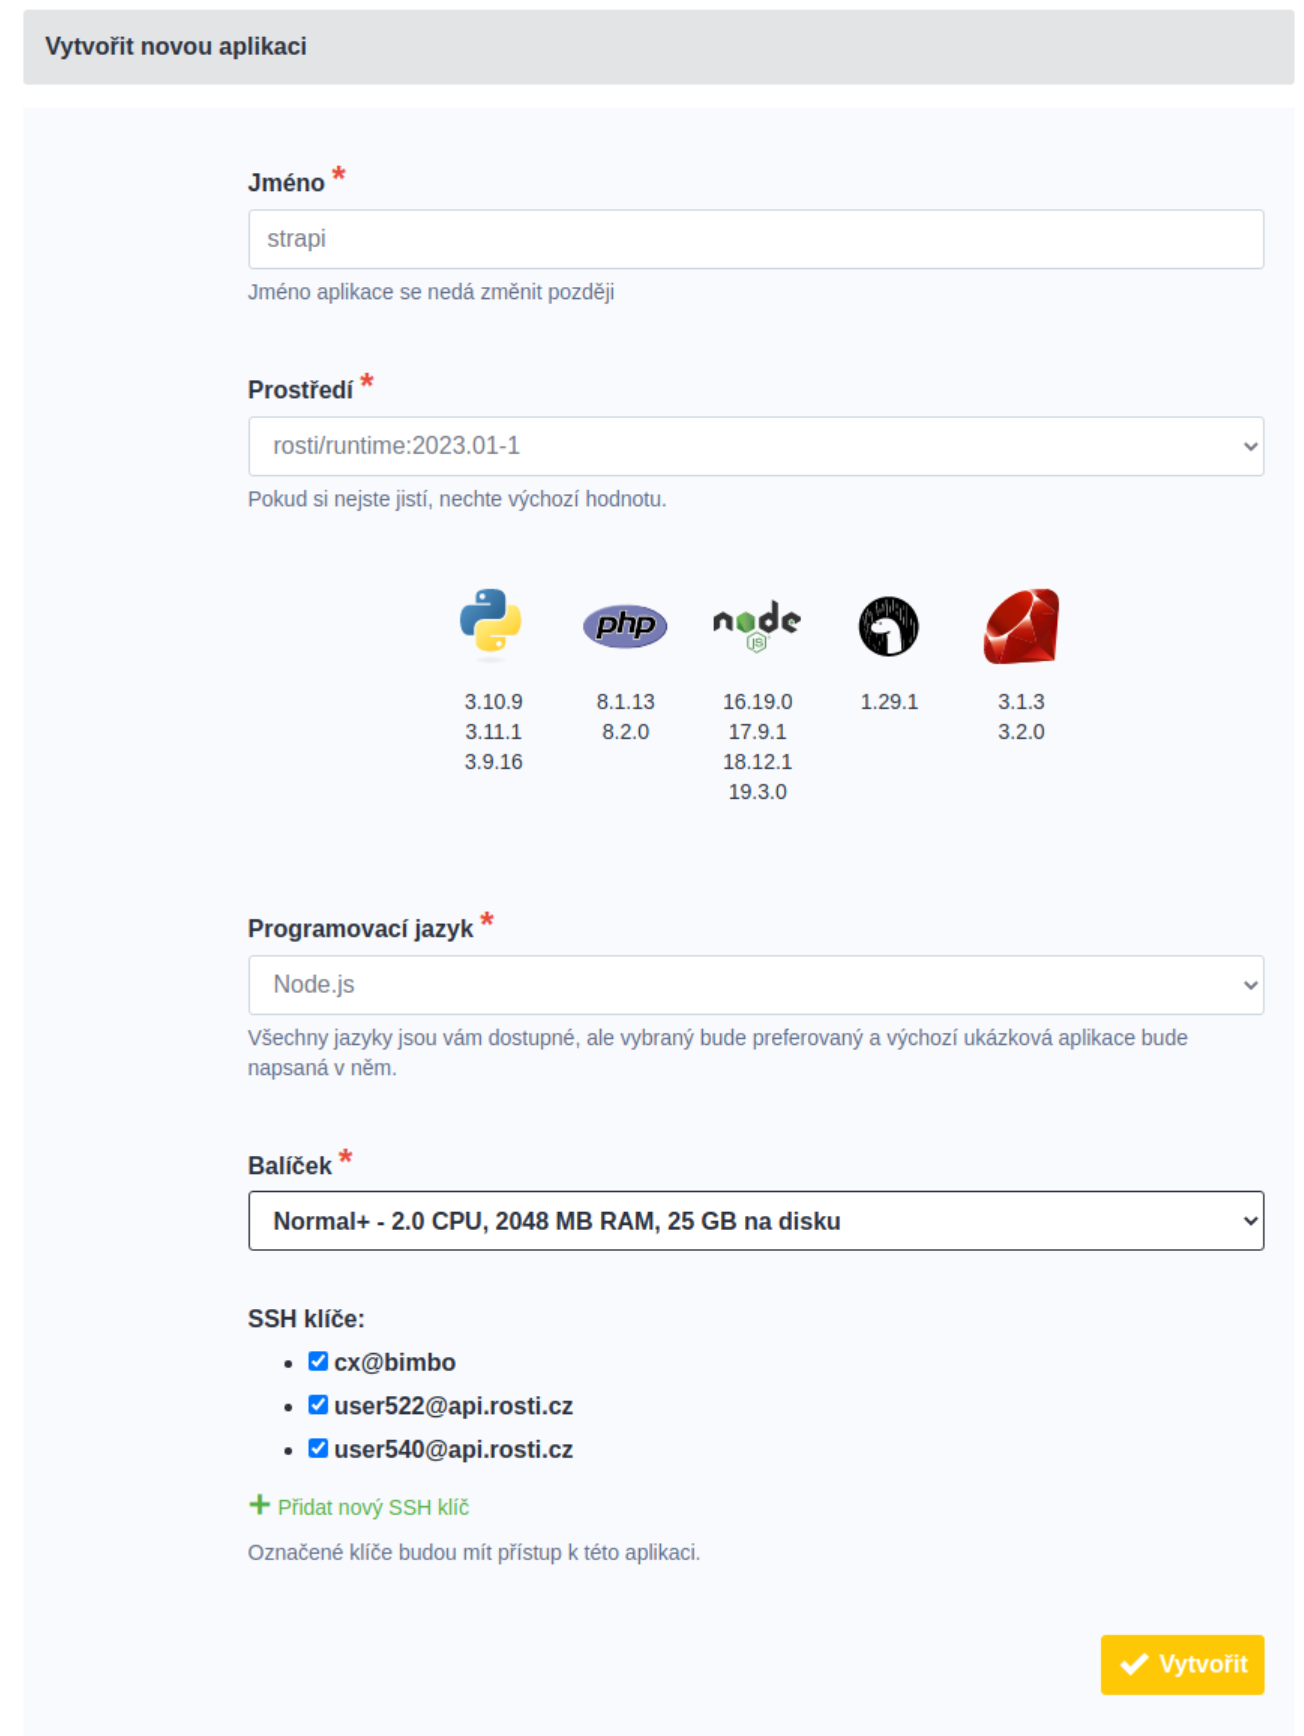 Vytvořit novou aplikaci
Jméno *
strapi
Jméno aplikace se nedá změnit později
Prostředí *
rosti/runtime:2023.01-1
Pokud si nejste jistí, nechte výchozí hodnotu.
php node JS
3.10.9 8.1.13 16.19.0 1.29.1 3.1.3
3.11.1 8.2.0 17.9.1 3.2.0
3.9.16 18.12.1
19.3.0
Programovací jazyk *
Node.js
Všechny jazyky jsou vám dostupné, ale vybraný bude preferovaný a výchozí ukázková aplikace bude
napsaná v něm.
Balíček *
Normal+ - 2.0 CPU, 2048 MB RAM, 25 GB na disku
SSH klíče:
cx@bimbo
user522@api.rosti.cz
user540@api.rosti.cz
+ Přidat nový SSH klíč
Označené klíče budou mít přístup k této aplikaci.
Vytvořit